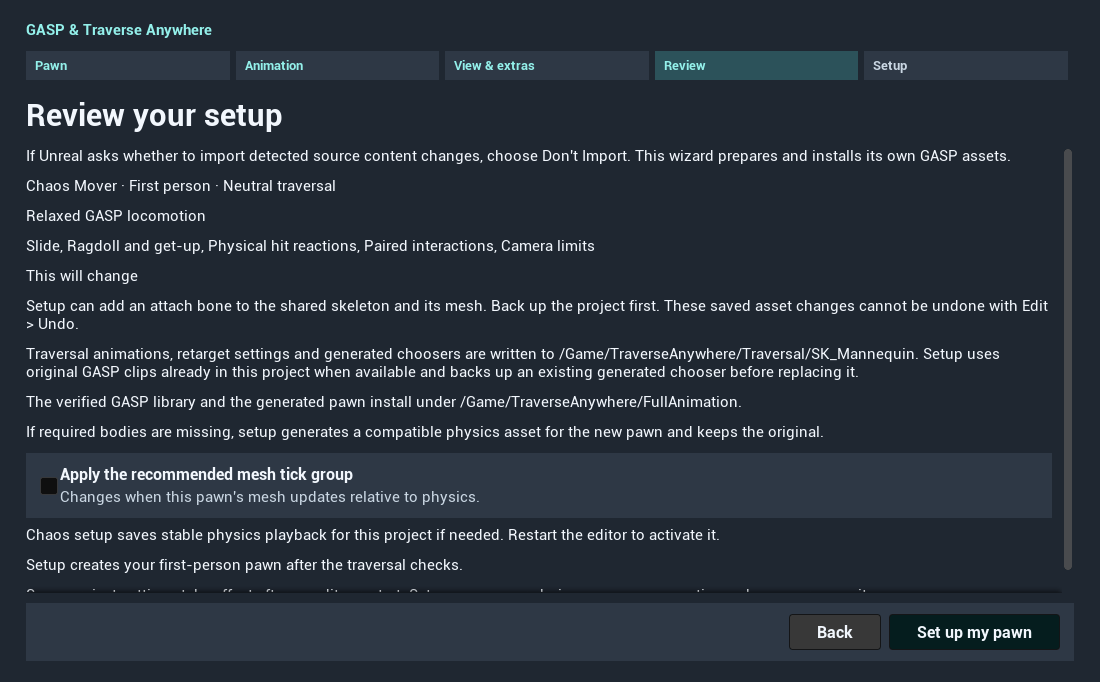 GASP & Traverse Anywhere
Pawn
Animation
View & extras
Review
Setup
Review your setup
If Unreal asks whether to import detected source content changes, choose Don't Import. This wizard prepares and installs its own GASP assets.
Chaos Mover · First person · Neutral traversal
Relaxed GASP locomotion
Slide, Ragdoll and get-up, Physical hit reactions, Paired interactions, Camera limits
This will change
Setup can add an attach bone to the shared skeleton and its mesh. Back up the project first. These saved asset changes cannot be undone with Edit
> Undo.
Traversal animations, retarget settings and generated choosers are written to /Game/TraverseAnywhere/Traversal/SK_Mannequin. Setup uses
original GASP clips already in this project when available and backs up an existing generated chooser before replacing it.
The verified GASP library and the generated pawn install under /Game/TraverseAnywhere/FullAnimation.
If required bodies are missing, setup generates a compatible physics asset for the new pawn and keeps the original.
Apply the recommended mesh tick group
Changes when this pawn's mesh updates relative to physics.
Chaos setup saves stable physics playback for this project if needed. Restart the editor to activate it.
Setup creates your first-person pawn after the traversal checks.
Back
Set up my pawn